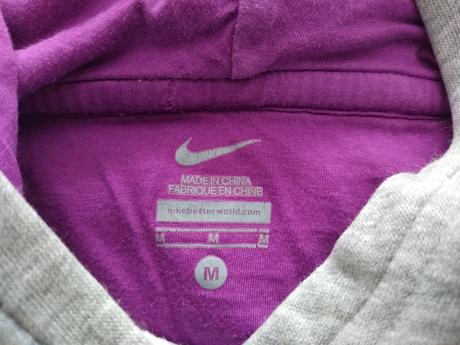 MADE IN CHINA
FABRIQUE EN CHINE
nikebetterworld.com
M M M
M